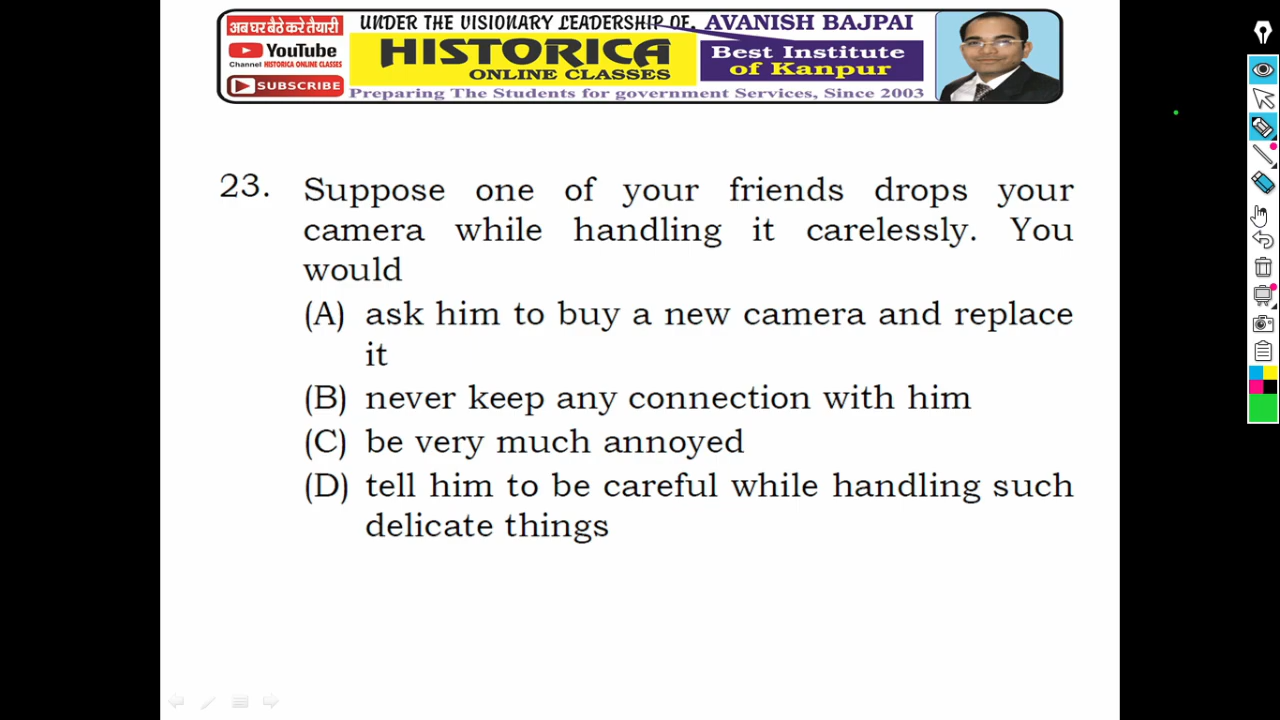 अब घर बैठे करे तैयारी
YouTube
Channel HISTORICA ONLINE CLASSES
SUBSCRIBE
UNDER THE VISIONARY LEADERSHIP OF. AVANISH BAJPAI
HISTORICA
ONLINE CLASSES
Best Institute
of Kanpur
Preparing The Students for government Services, Since 2003
23. Suppose one of your friends drops your
camera while handling it carelessly. You
would
(A) ask him to buy a new camera and replace
it
(B) never keep any connection with him
(C) be very much annoyed
(D) tell him to be careful while handling such
delicate things